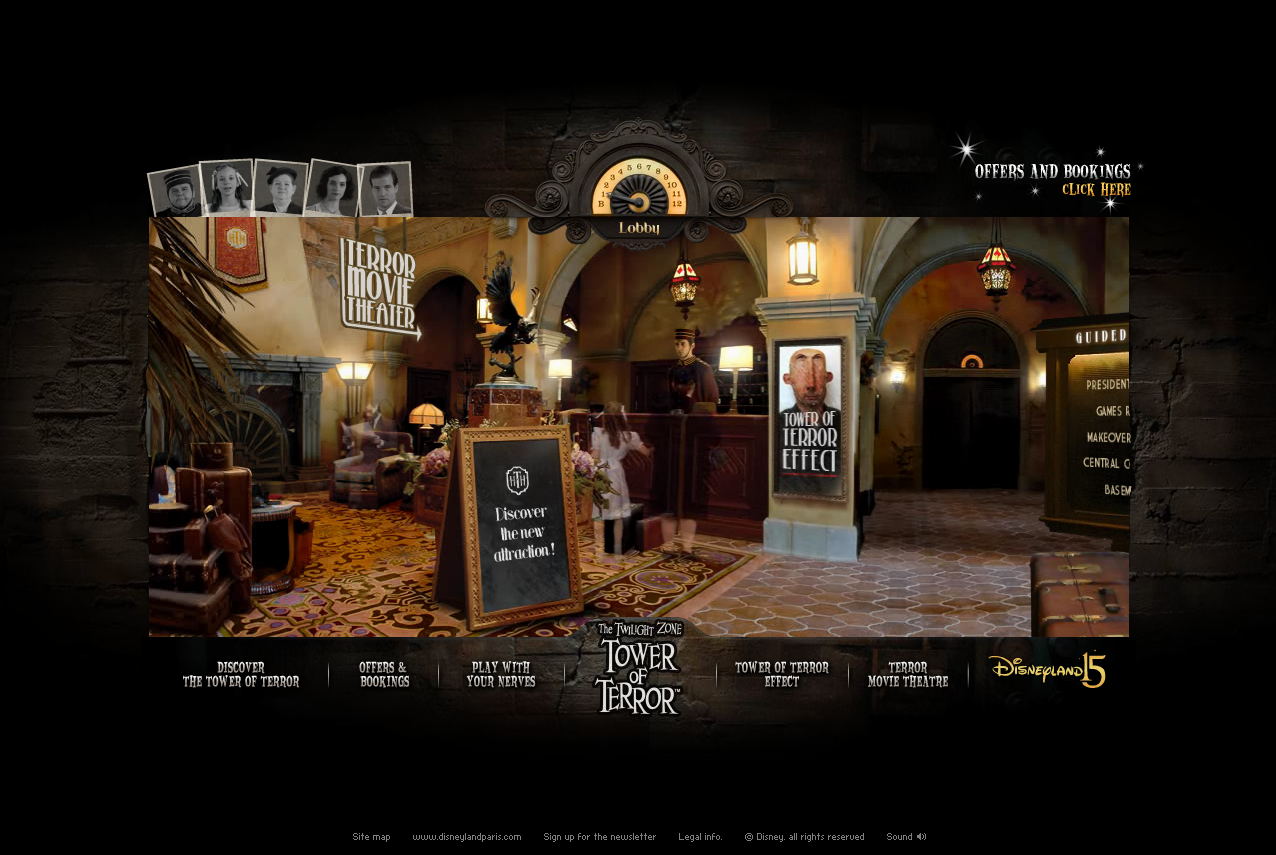 OFFERS AND BOOKINGS
CLICK HERE
B 1 2 3 4 5 6 7 8 9 10 11 12
Lobby
TERROR
MOVIE
THEATER
HTH
Discover
the new
attraction!
TOWER OF
TERROR
EFFECT
GUIDED
PRESIDENT
GAMES R
MAKEOVER
CENTRAL C
BASEM
DISCOVER
THE TOWER OF TERROR
OFFERS &
BOOKINGS
PLAY WITH
YOUR NERVES
The TWILIGHT ZONE
TOWER
OF
TERROR™
TOWER OF TERROR
EFFECT
TERROR
MOVIE THEATRE
DISNEYLAND 15
Site map
www.disneylandparis.com
Sign up for the newsletter
Legal info.
© Disney, all rights reserved
Sound